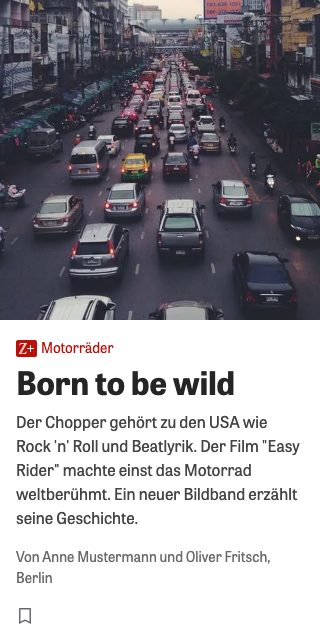 Z+ Motorräder
Born to be wild
Der Chopper gehört zu den USA wie
Rock 'n' Roll und Beatlyrik. Der Film "Easy
Rider" machte einst das Motorrad
weltberühmt. Ein neuer Bildband erzählt
seine Geschichte.
Von Anne Mustermann und Oliver Fritsch,
Berlin